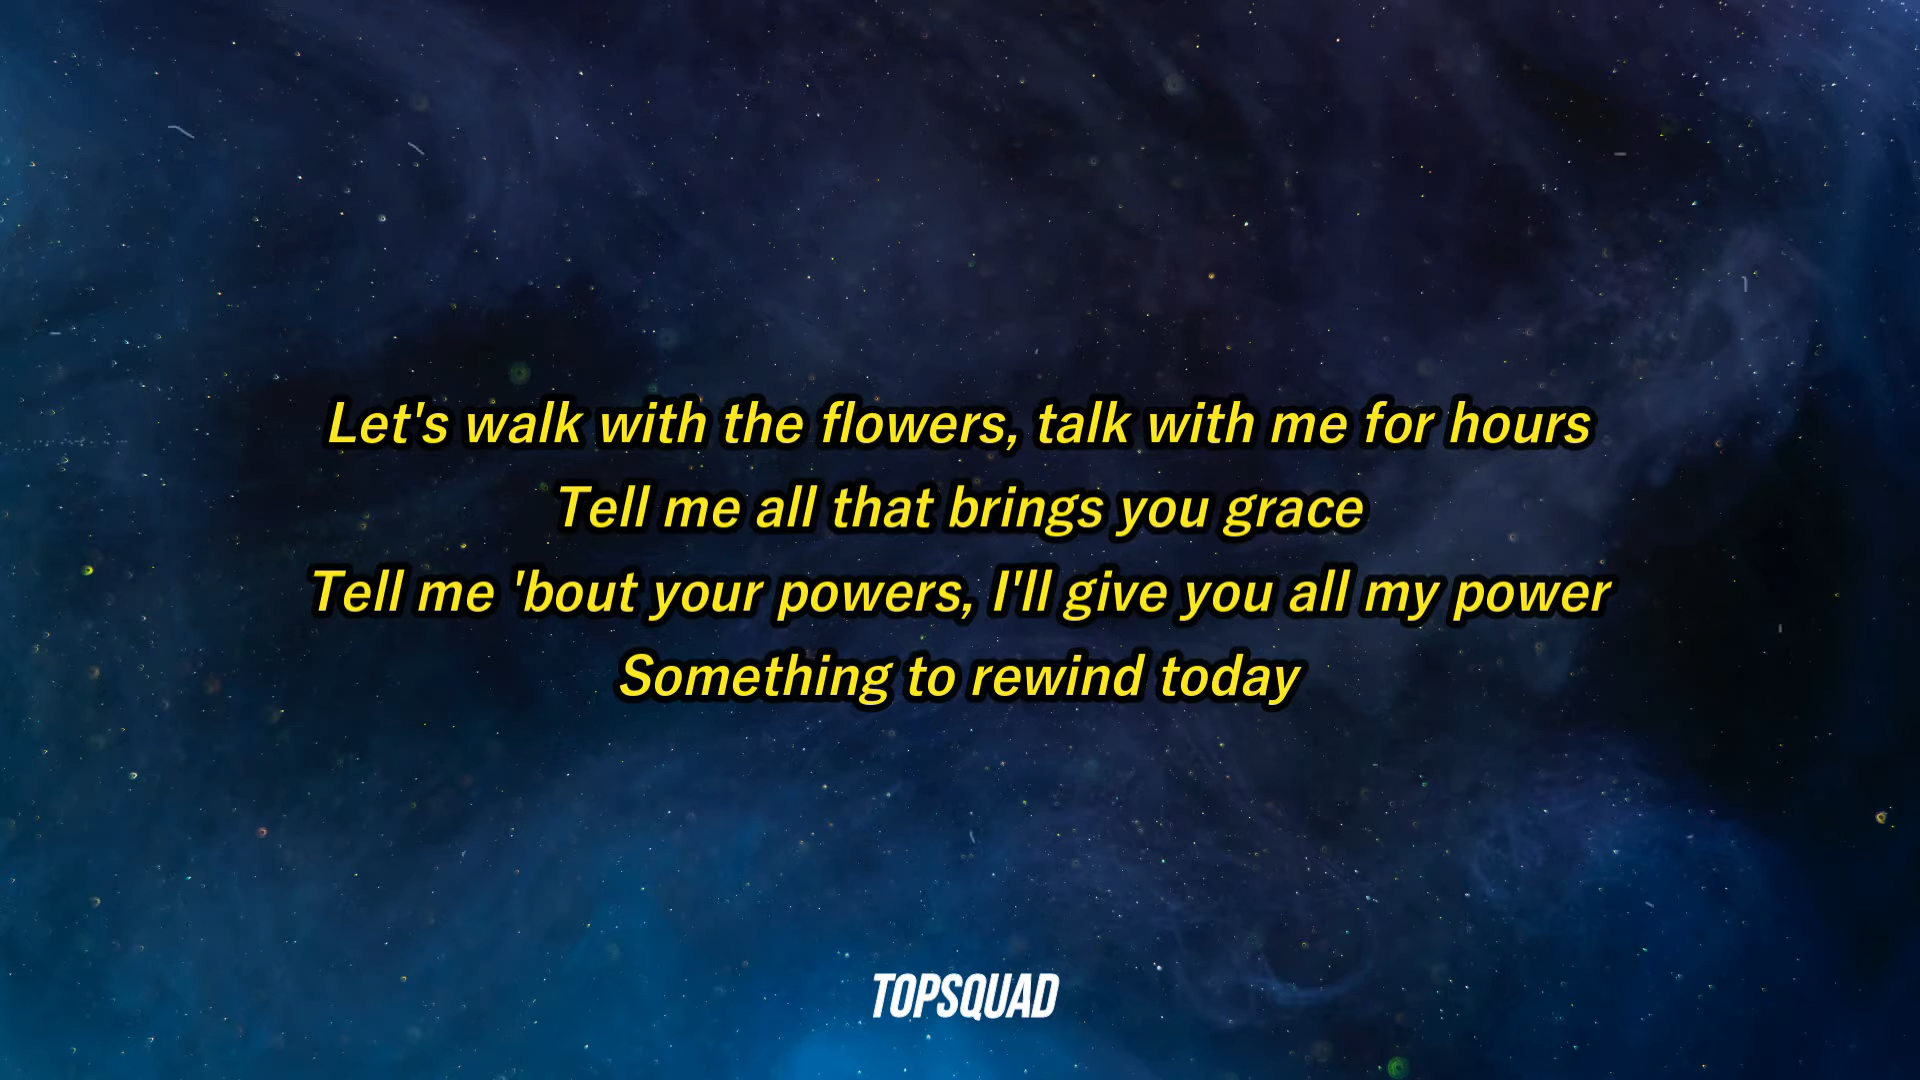 Let's walk with the flowers, talk with me for hours
Tell me all that brings you grace
Tell me 'bout your powers, I'll give you all my power
Something to rewind today
TOPSQUAD